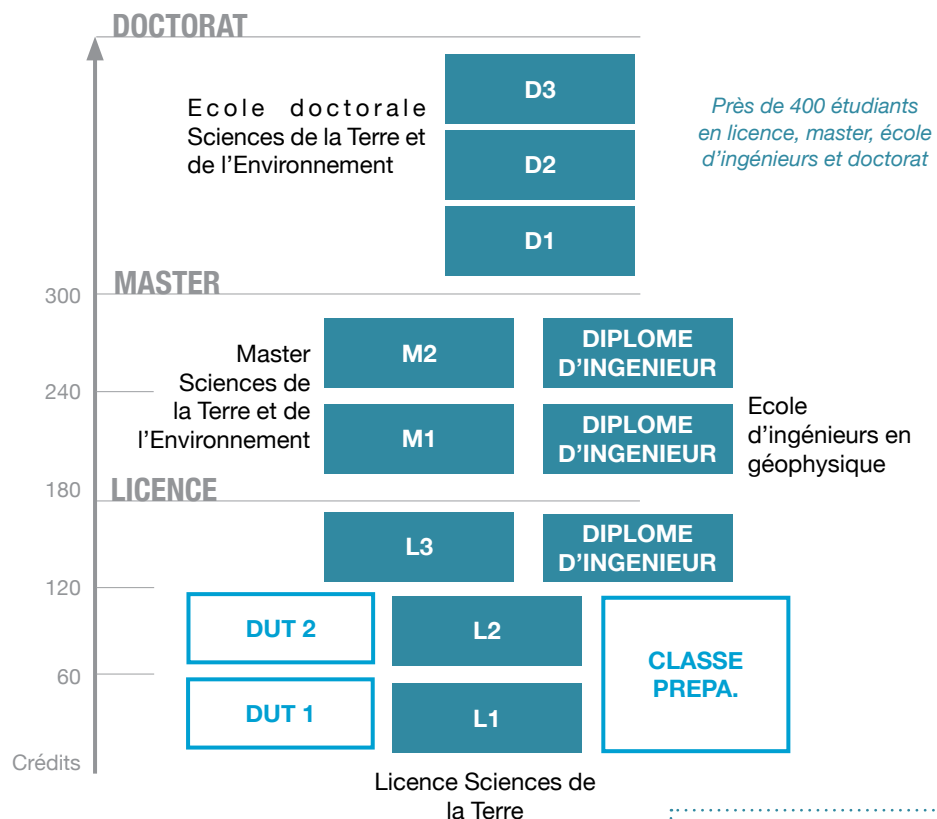 DOCTORAT
Ecole doctorale
Sciences de la Terre et
de l'Environnement
D3
D2
D1
Près de 400 étudiants
en licence, master, école
d'ingénieurs et doctorat
MASTER
300
Master
Sciences de
la Terre et de
l'Environnement
M2
DIPLOME
D'INGENIEUR
240
M1
DIPLOME
D'INGENIEUR
Ecole
d'ingénieurs en
géophysique
180
LICENCE
L3
DIPLOME
D'INGENIEUR
120
DUT 2
L2
CLASSE
PREPA.
60
DUT 1
L1
Crédits
Licence Sciences de
la Terre